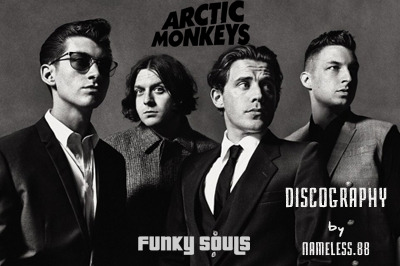 ARCTIC
MONKEYS
DISCOGRAPHY
by
NAMELESS.88
FUNKY SOULS